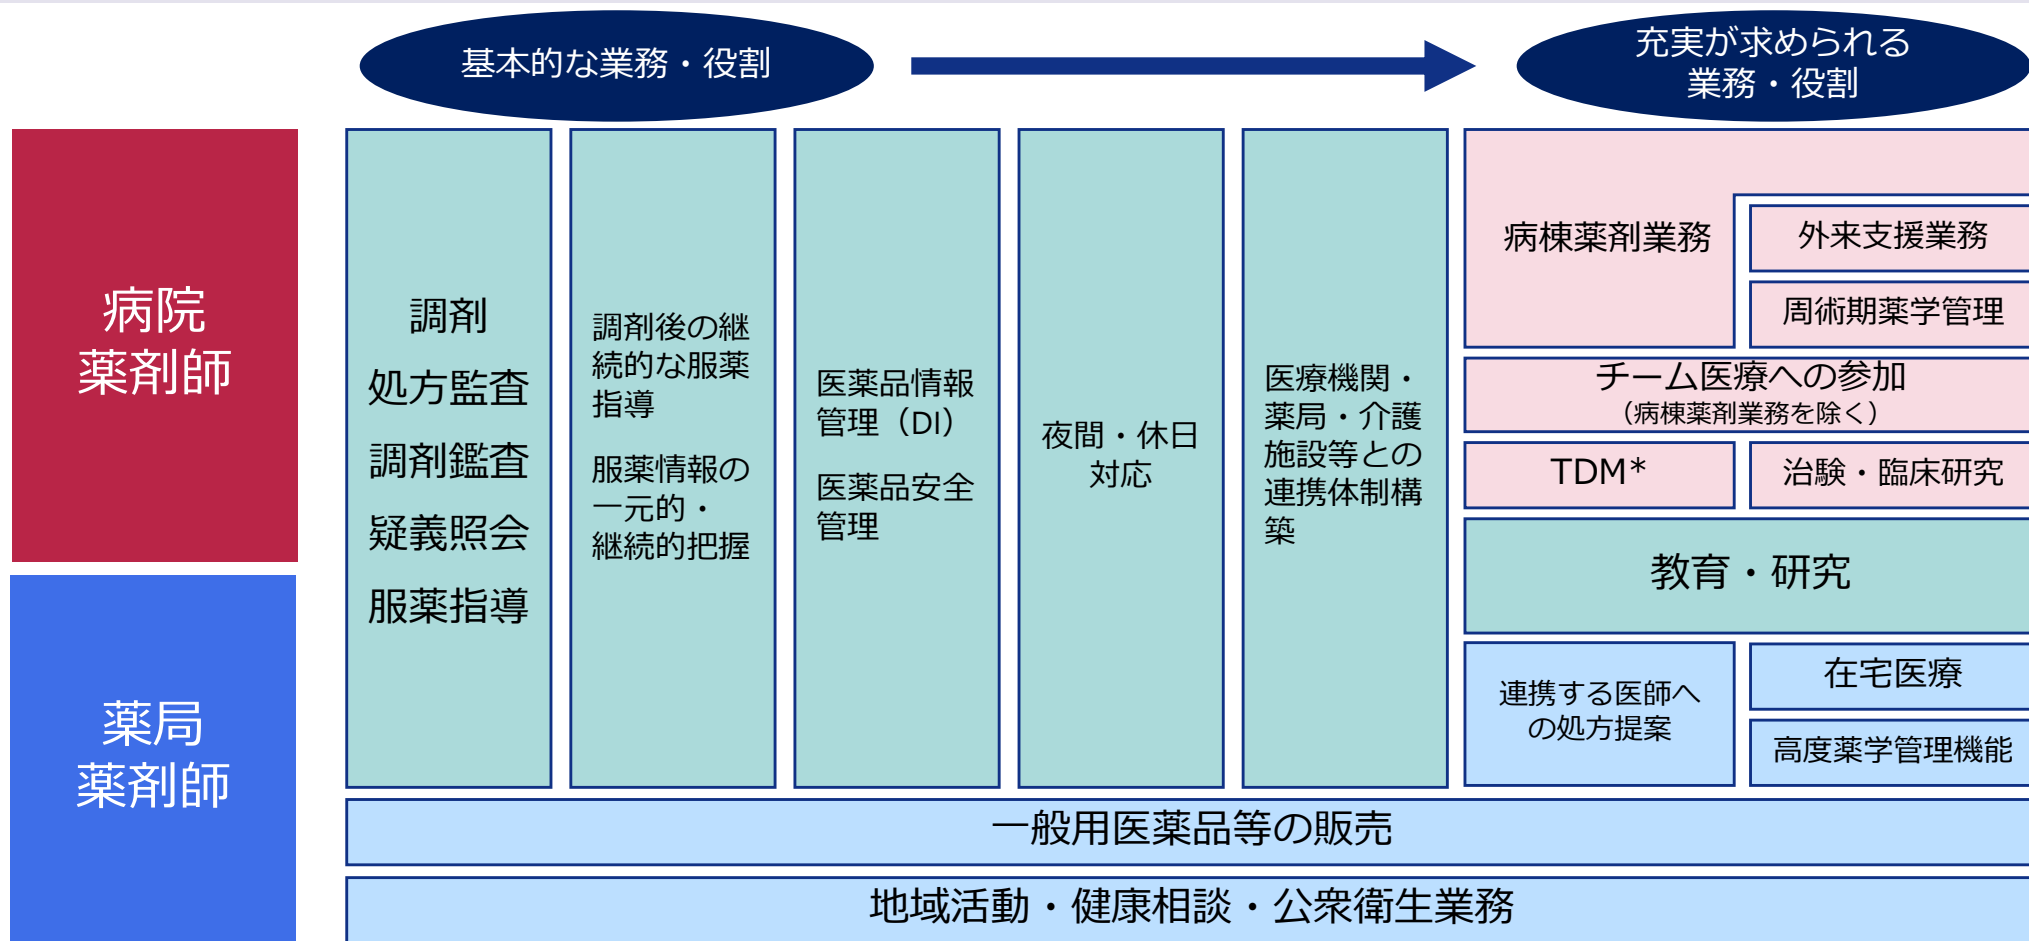 基本的な業務・役割
充実が求められる
業務・役割
病院
薬剤師
薬局
薬剤師
調剤
処方監査
調剤鑑査
疑義照会
服薬指導
調剤後の継
続的な服薬
指導
服薬情報の
一元的・
継続的把握
医薬品情報
管理（DI）
医薬品安全
管理
夜間・休日
対応
医療機関・
薬局・介護
施設等との
連携体制構
築
病棟薬剤業務
外来支援業務
周術期薬学管理
チーム医療への参加
（病棟薬剤業務を除く）
TDM*
治験・臨床研究
教育・研究
連携する医師へ
の処方提案
在宅医療
高度薬学管理機能
一般用医薬品等の販売
地域活動・健康相談・公衆衛生業務